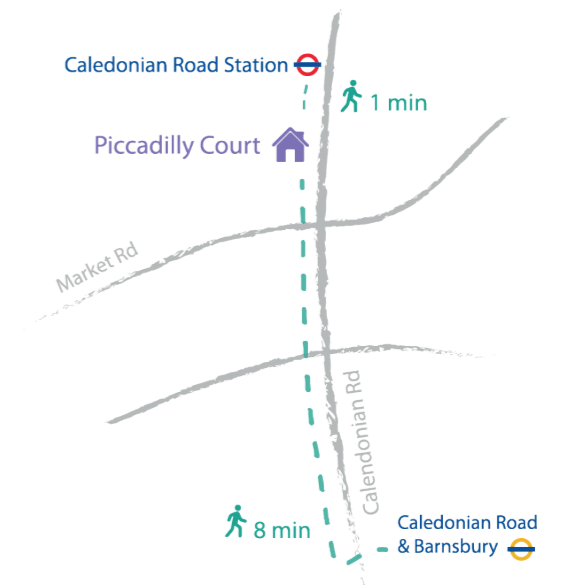 Caledonian Road Station
1 min
Piccadilly Court
Market Rd
Calendonian Rd
8 min
Caledonian Road
& Barnsbury